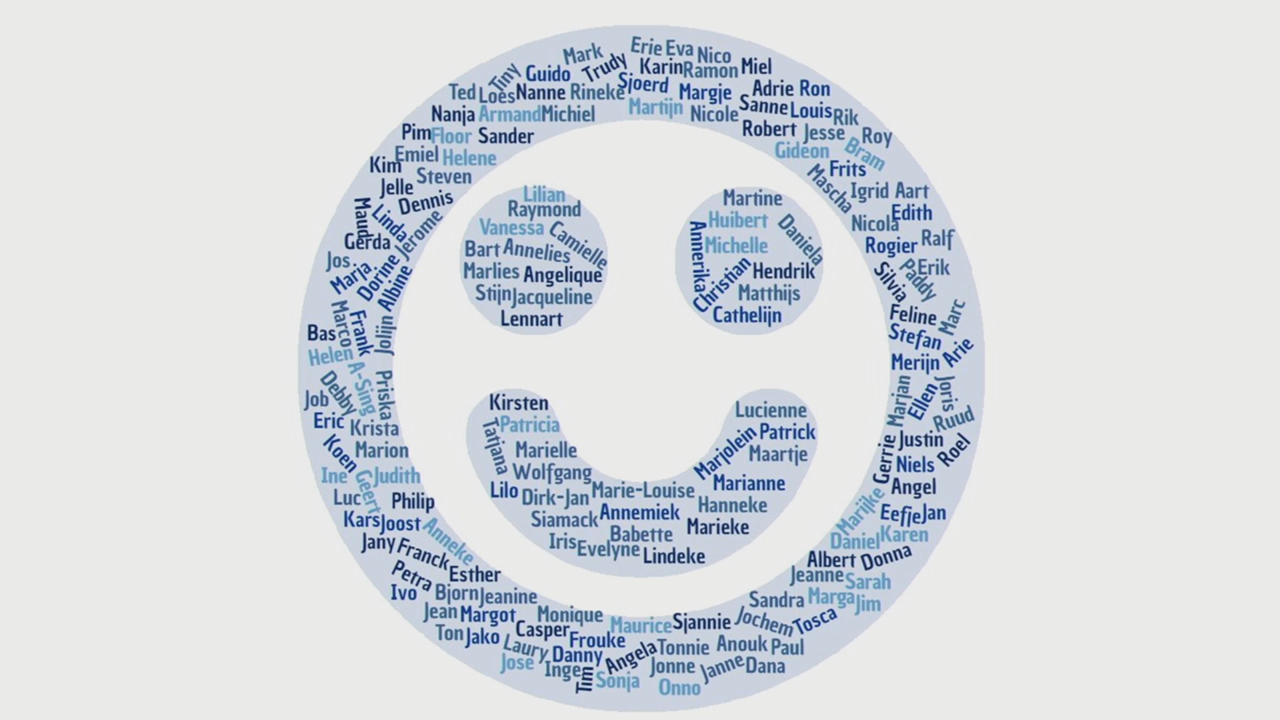 Mark
Erie Eva Nico
Trudy
Karin Ramon Miel
Tiny Guido
Sjoerd
Ted Loes Nanne Rineke
Margje Adrie Ron
Nanja Armand Michiel
Martijn Nicole Sanne Louis Rik
Pim Floor Sander
Robert Jesse Roy
Emiel Helene
Gideon Bram
Kim Steven
Frits
Jelle Dennis
Mascha Igrid Aart
Maud Linda Jerome
Nicola Edith
Gerda
Rogier Ralf
Jos Marja Dorine Albine
Silvia Paddy Erik
Marco Frank Jolijn
Feline Marc
Bas
Stefan Arie
Helen A-Sing
Merijn
Debby Priska
Marjan Ellen Joris
Job
Ruud
Eric Krista
Gerrie Justin Roel
Koen Marion
Niels
Ine Geert Judith
Angel
Luc Philip
Marijke Eefje Jan
Kars Joost Anneke
Daniel Karen
Jany Franck
Albert Donna
Petra Esther
Jeanne Sarah
Ivo Bjorn Jeanine
Sandra Marga Jim
Jean Margot Monique
Maurice Sjannie Jochem Tosca
Ton Jako Casper Frouke
Laury Danny Angela Tonnie Anouk Paul
Jose Inge Tim Sonja
Jonne Janne Dana
Onno
Lilian
Raymond
Vanessa Camielle
Bart Annelies
Marlies Angelique
Stijn Jacqueline
Lennart
Martine
Huibert Daniela
Annerika Michelle
Christian Hendrik
Matthijs
Cathelijn
Kirsten
Lucienne
Patricia
Tatjana
Marjolein Patrick
Marielle
Maartje
Wolfgang
Lilo Dirk-Jan Marie-Louise Marianne
Siamack Annemiek Hanneke
Babette Marieke
Iris Evelyne Lindeke